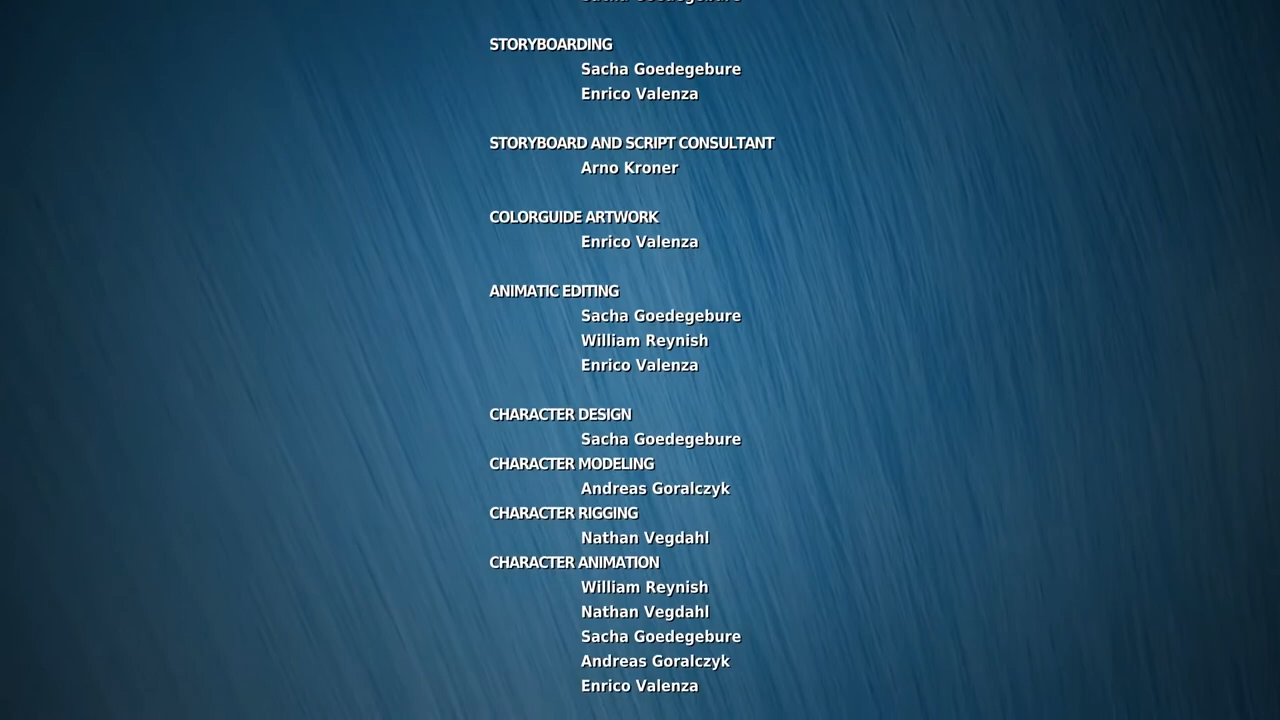 STORYBOARDING
Sacha Goedegebure
Enrico Valenza
STORYBOARD AND SCRIPT CONSULTANT
Arno Kroner
COLORGUIDE ARTWORK
Enrico Valenza
ANIMATIC EDITING
Sacha Goedegebure
William Reynish
Enrico Valenza
CHARACTER DESIGN
Sacha Goedegebure
CHARACTER MODELING
Andreas Goralczyk
CHARACTER RIGGING
Nathan Vegdahl
CHARACTER ANIMATION
William Reynish
Nathan Vegdahl
Sacha Goedegebure
Andreas Goralczyk
Enrico Valenza